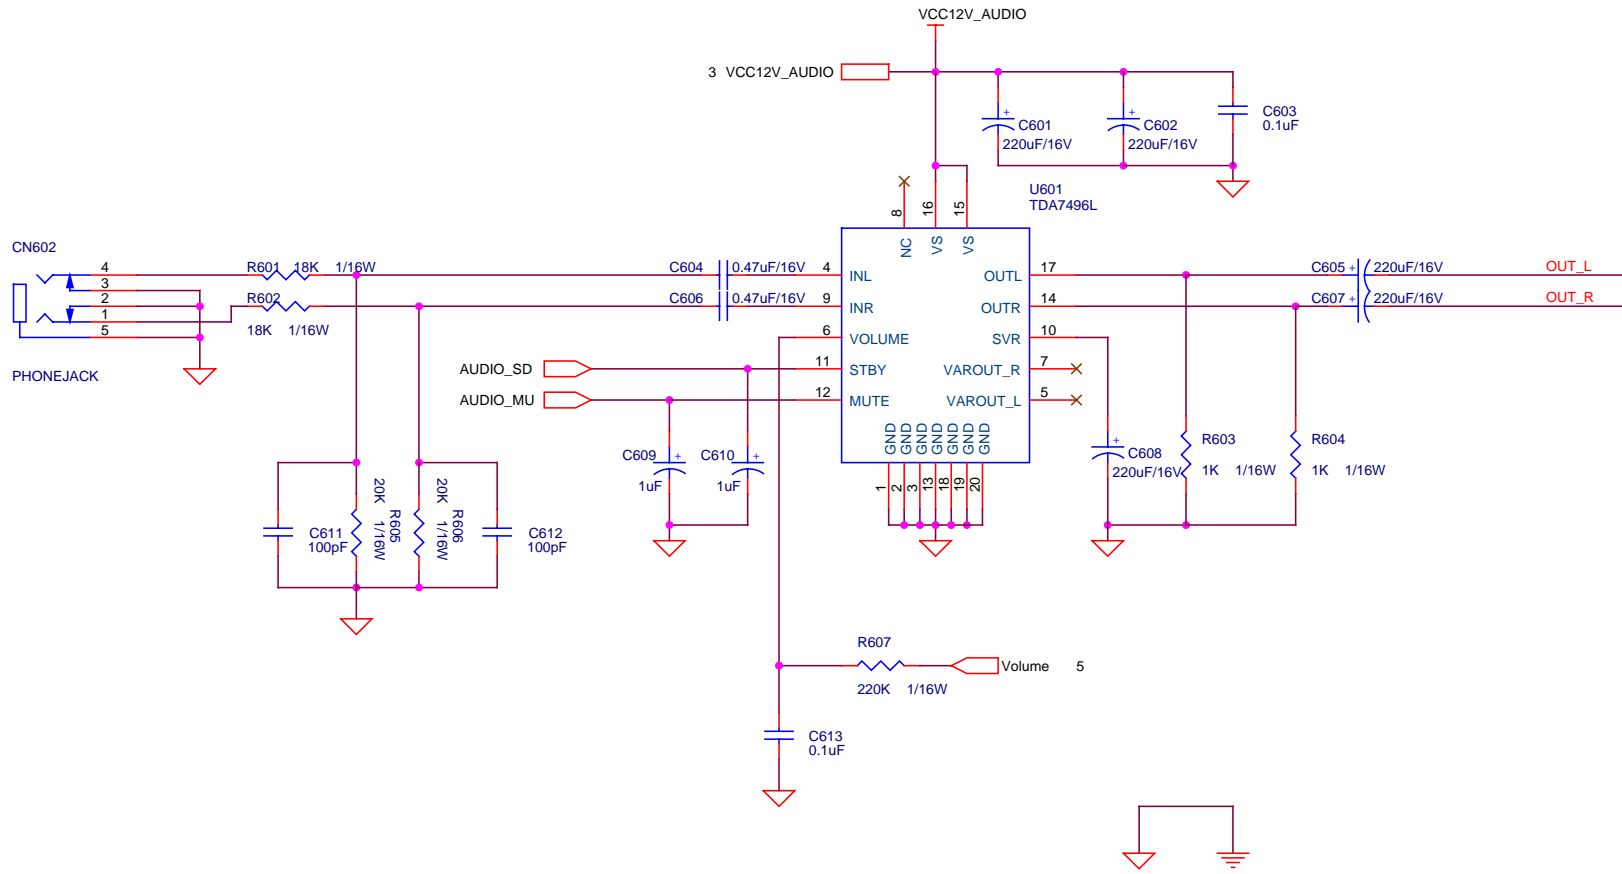 VCC12V_AUDIO
3 VCC12V_AUDIO
+
C601
220uF/16V
+
C602
220uF/16V
C603
0.1uF
U601
TDA7496L
8
16
15
NC
VS
VS
CN602
4
3
2
1
5
PHONEJACK
R601 18K 1/16W
R602
18K 1/16W
C604 0.47uF/16V
C606 0.47uF/16V
4 INL
9 INR
6 VOLUME
11 STBY
12 MUTE
OUTL 17
OUTR 14
SVR 10
VAROUT_R 7
VAROUT_L 5
GND
GND
GND
GND
GND
GND
GND
1
2
3
13
18
19
20
C605 + 220uF/16V
C607 + 220uF/16V
OUT_L
OUT_R
AUDIO_SD
AUDIO_MU
C609 +
1uF
C610 +
1uF
+
C608
220uF/16V
R603
1K 1/16W
R604
1K 1/16W
C611
100pF
R605
20K 1/16W
R606
20K 1/16W
C612
100pF
R607
220K 1/16W
Volume 5
C613
0.1uF